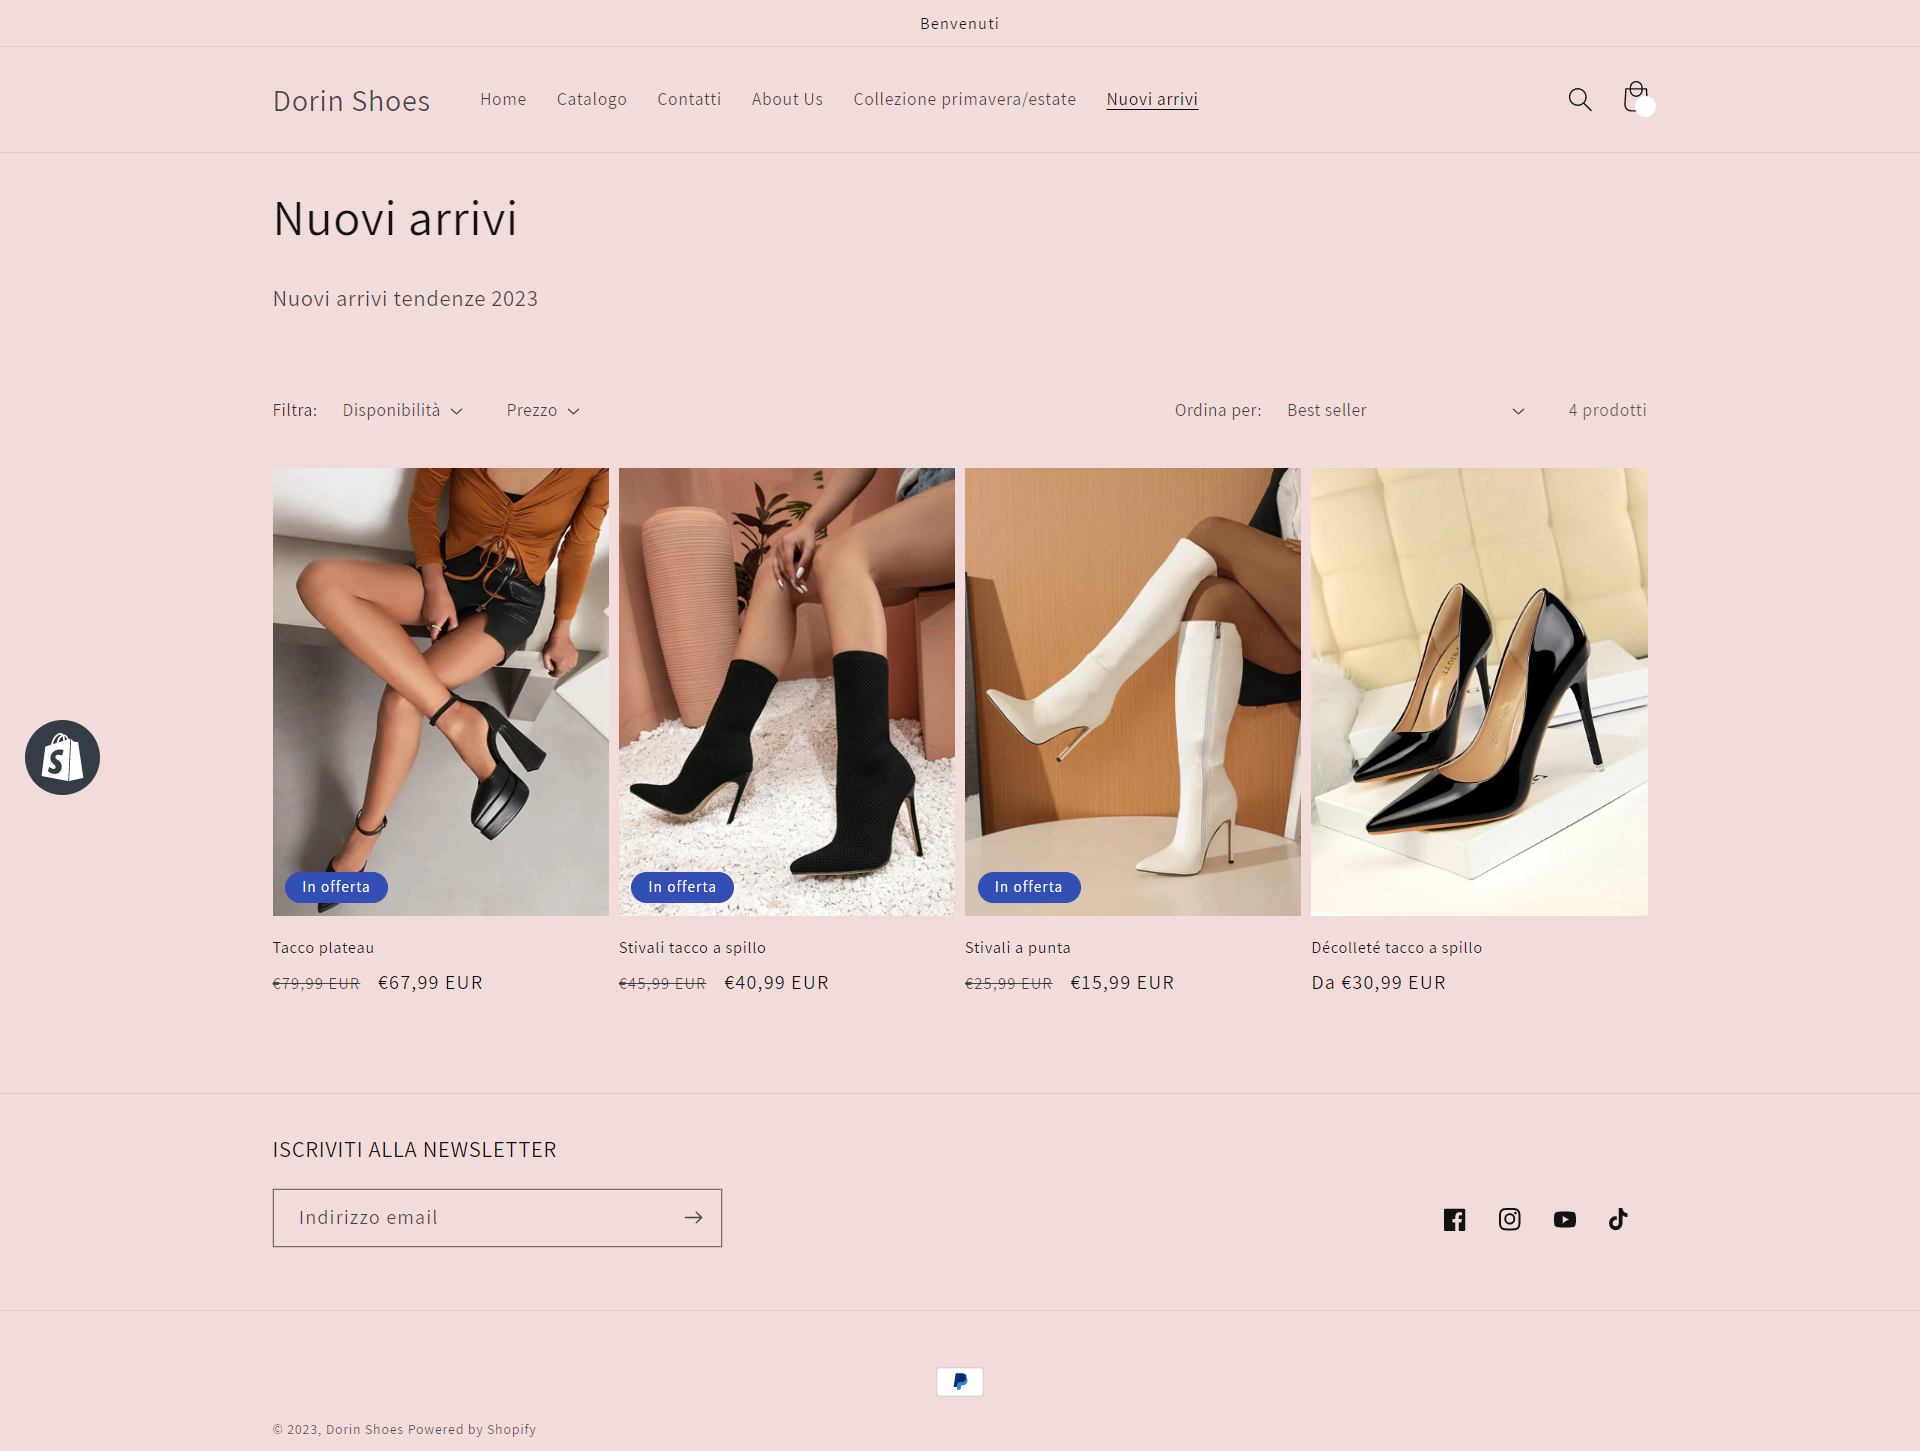 Benvenuti
Dorin Shoes
Home
Catalogo
Contatti
About Us
Collezione primavera/estate
Nuovi arrivi
Nuovi arrivi
Nuovi arrivi tendenze 2023
Filtra:
Disponibilità
Prezzo
Ordina per:
Best seller
4 prodotti
In offerta
In offerta
In offerta
Tacco plateau
€79,99 EUR €67,99 EUR
Stivali tacco a spillo
€45,99 EUR €40,99 EUR
Stivali a punta
€25,99 EUR €15,99 EUR
Décolleté tacco a spillo
Da €30,99 EUR
ISCRIVITI ALLA NEWSLETTER
Indirizzo email
© 2023, Dorin Shoes Powered by Shopify